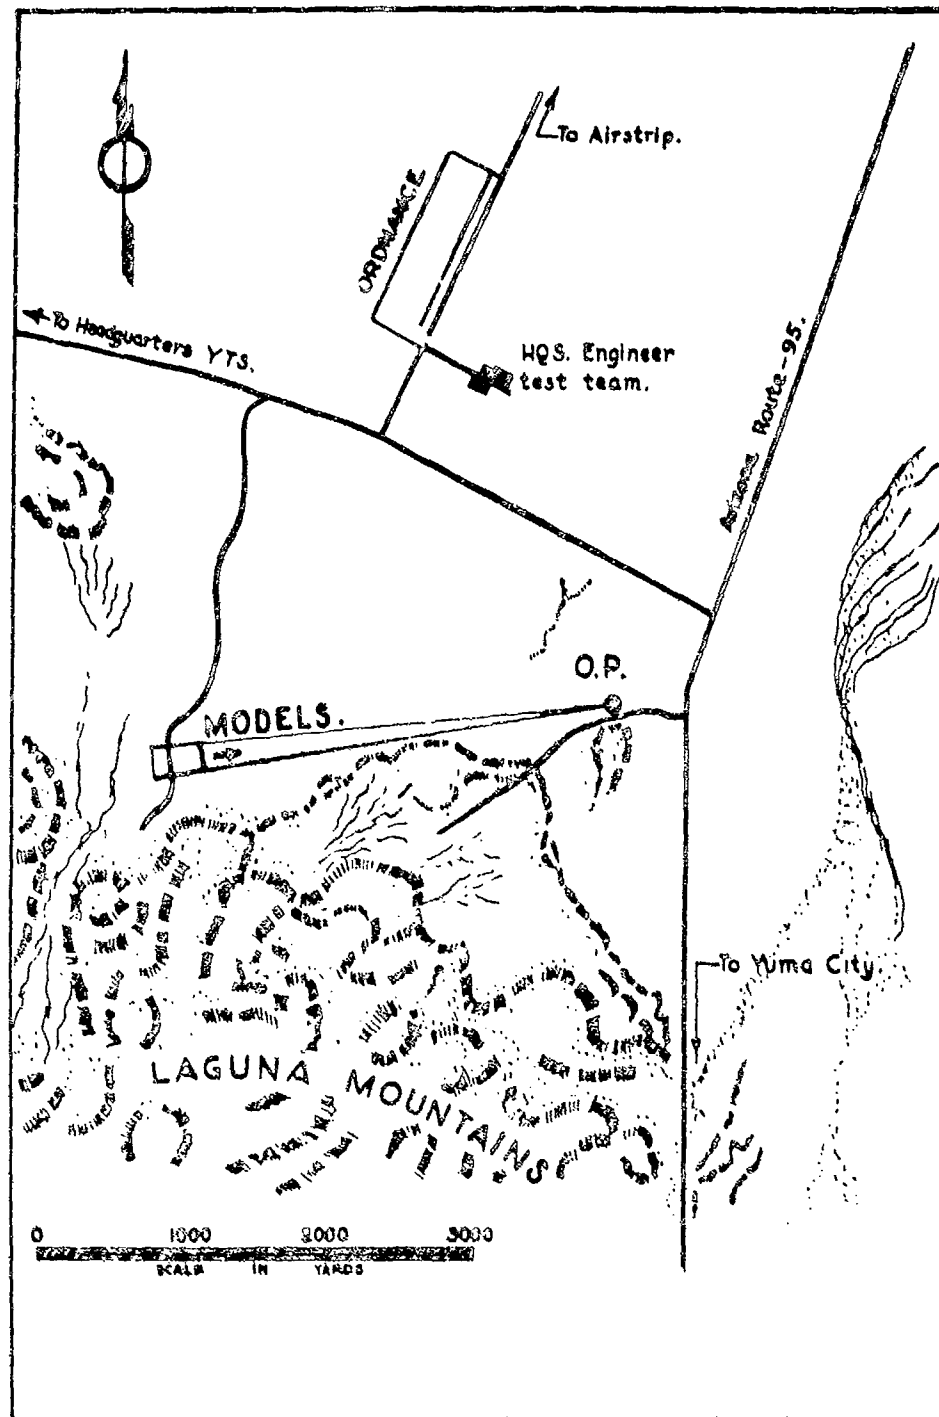 To Airstrip.
ORDNANCE
To Headquarters YTS.
HQS. Engineer
test team.
Arizona Route-95.
O.P.
MODELS.
To Yuma City
LAGUNA MOUNTAINS
0 1000 2000 3000
SCALE IN YARDS